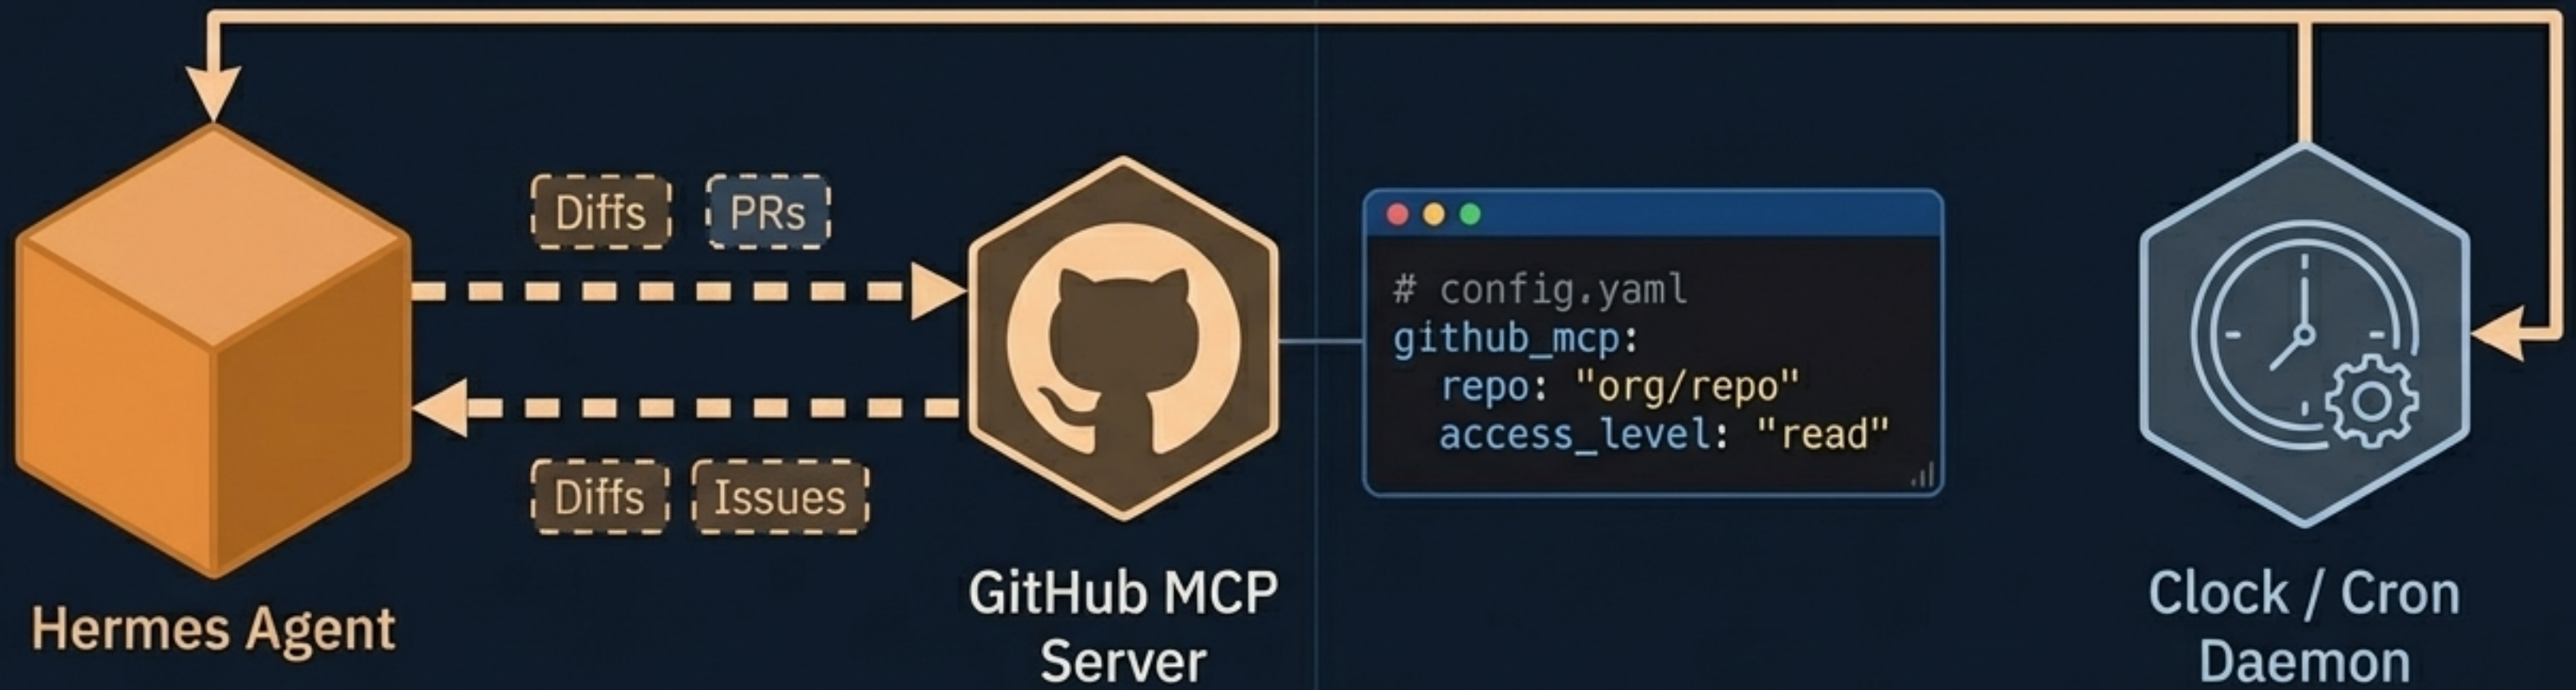 Diffs PRs
# config.yaml
github_mcp:
repo: "org/repo"
access_level: "read"
Diffs Issues
Hermes Agent
GitHub MCP
Server
Clock / Cron
Daemon